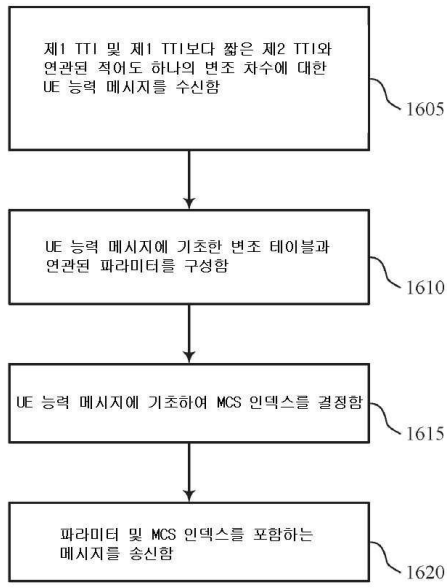 제1 TTI 및 제1 TTI보다 짧은 제2 TTI와
연관된 적어도 하나의 변조 차수에 대한
UE 능력 메시지를 수신함
1605
UE 능력 메시지에 기초한 변조 테이블과
연관된 파라미터를 구성함
1610
UE 능력 메시지에 기초하여 MCS 인덱스를 결정함
1615
파라미터 및 MCS 인덱스를 포함하는
메시지를 송신함
1620